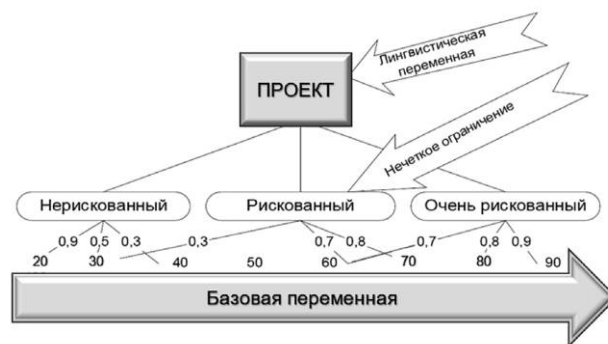 Лингвистическая
переменная
ПРОЕКТ
Нечеткое ограничение
Нерискованный
Рискованный
Очень рискованный
0,9 0,5 0,3 0,3 0,7 0,8 0,7 0,8 0,9
20 30 40 50 60 70 80 90
Базовая переменная